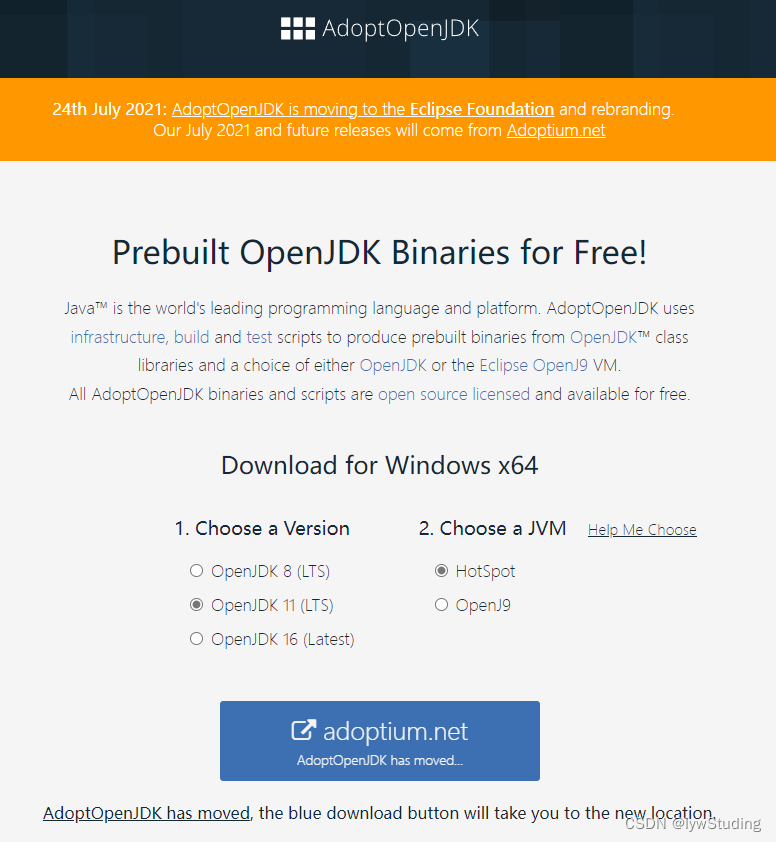 AdoptOpenJDK
24th July 2021: AdoptOpenJDK is moving to the Eclipse Foundation and rebranding.
Our July 2021 and future releases will come from Adoptium.net
Prebuilt OpenJDK Binaries for Free!
Java™ is the world's leading programming language and platform. AdoptOpenJDK uses
infrastructure, build and test scripts to produce prebuilt binaries from OpenJDK™ class
libraries and a choice of either OpenJDK or the Eclipse OpenJ9 VM.
All AdoptOpenJDK binaries and scripts are open source licensed and available for free.
Download for Windows x64
1. Choose a Version
OpenJDK 8 (LTS)
OpenJDK 11 (LTS)
OpenJDK 16 (Latest)
2. Choose a JVM Help Me Choose
HotSpot
OpenJ9
adoptium.net
AdoptOpenJDK has moved...
AdoptOpenJDK has moved, the blue download button will take you to the new location.
CSDN @lywStuding